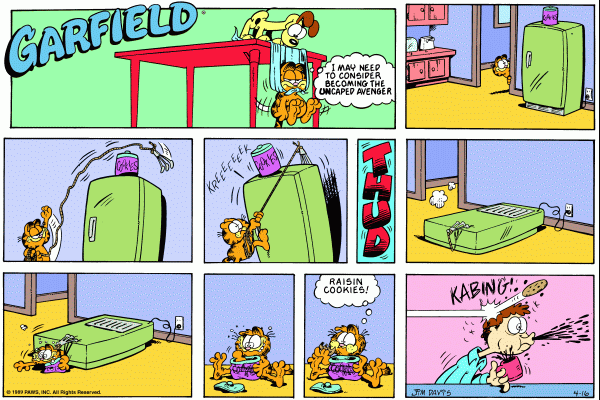 GARFIELD®
I MAY NEED
TO CONSIDER
BECOMING THE
UNCAPED AVENGER
KREEEEEEK
THUD
© 1989 PAWS, INC. All Rights Reserved.
RAISIN
COOKIES!
KABING!
JIM DAVIS
4-16